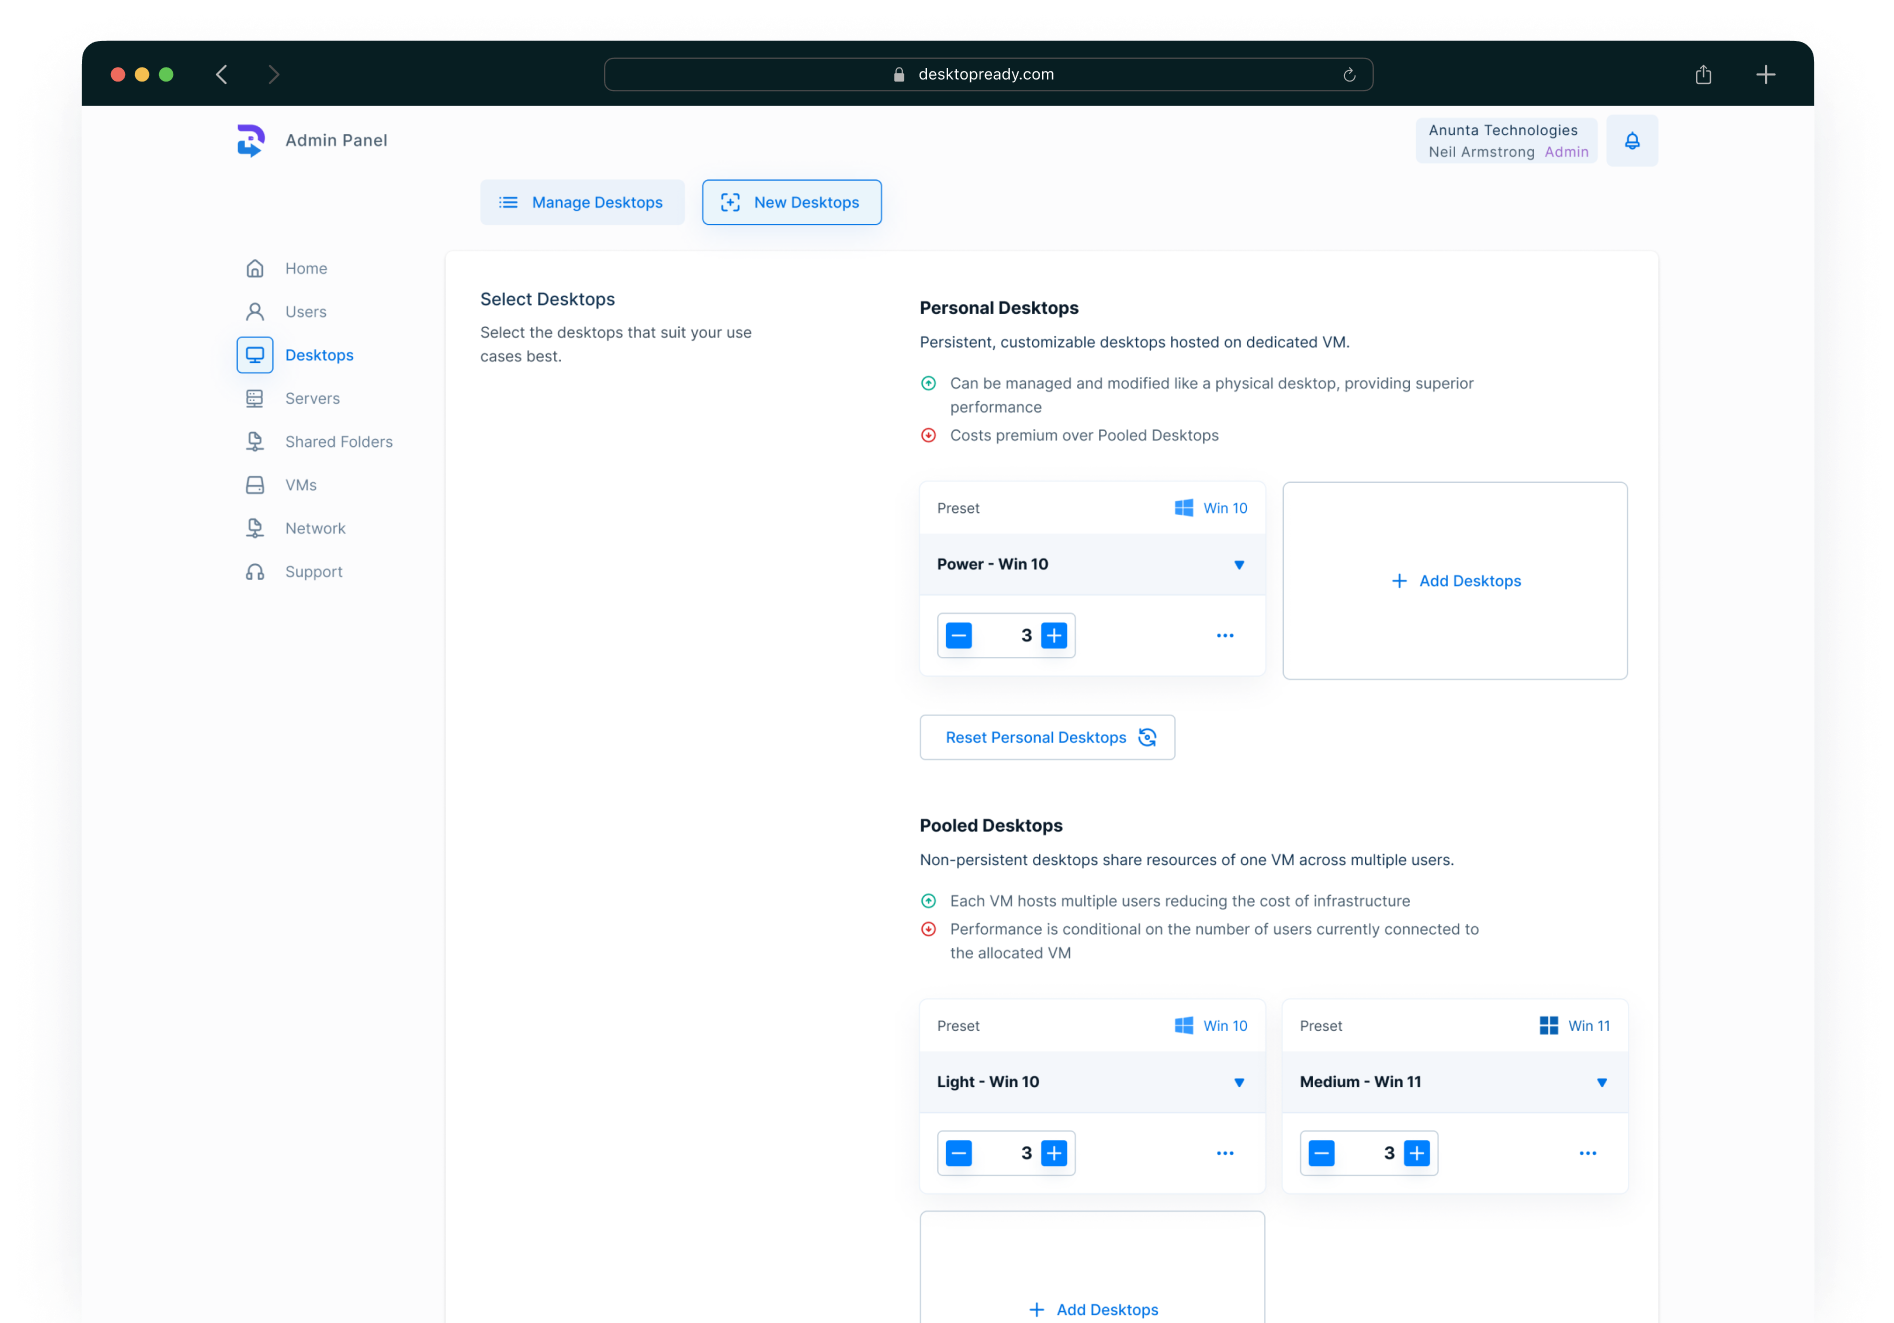 desktopready.com
Admin Panel
Anunta Technologies
Neil Armstrong Admin
Manage Desktops
New Desktops
Home
Users
Desktops
Servers
Shared Folders
VMs
Network
Support
Select Desktops
Select the desktops that suit your use
cases best.
Personal Desktops
Persistent, customizable desktops hosted on dedicated VM.
Can be managed and modified like a physical desktop, providing superior
performance
Costs premium over Pooled Desktops
Preset
Win 10
Power - Win 10
3
Add Desktops
Reset Personal Desktops
Pooled Desktops
Non-persistent desktops share resources of one VM across multiple users.
Each VM hosts multiple users reducing the cost of infrastructure
Performance is conditional on the number of users currently connected to
the allocated VM
Preset
Win 10
Light - Win 10
3
Preset
Win 11
Medium - Win 11
3
Add Desktops